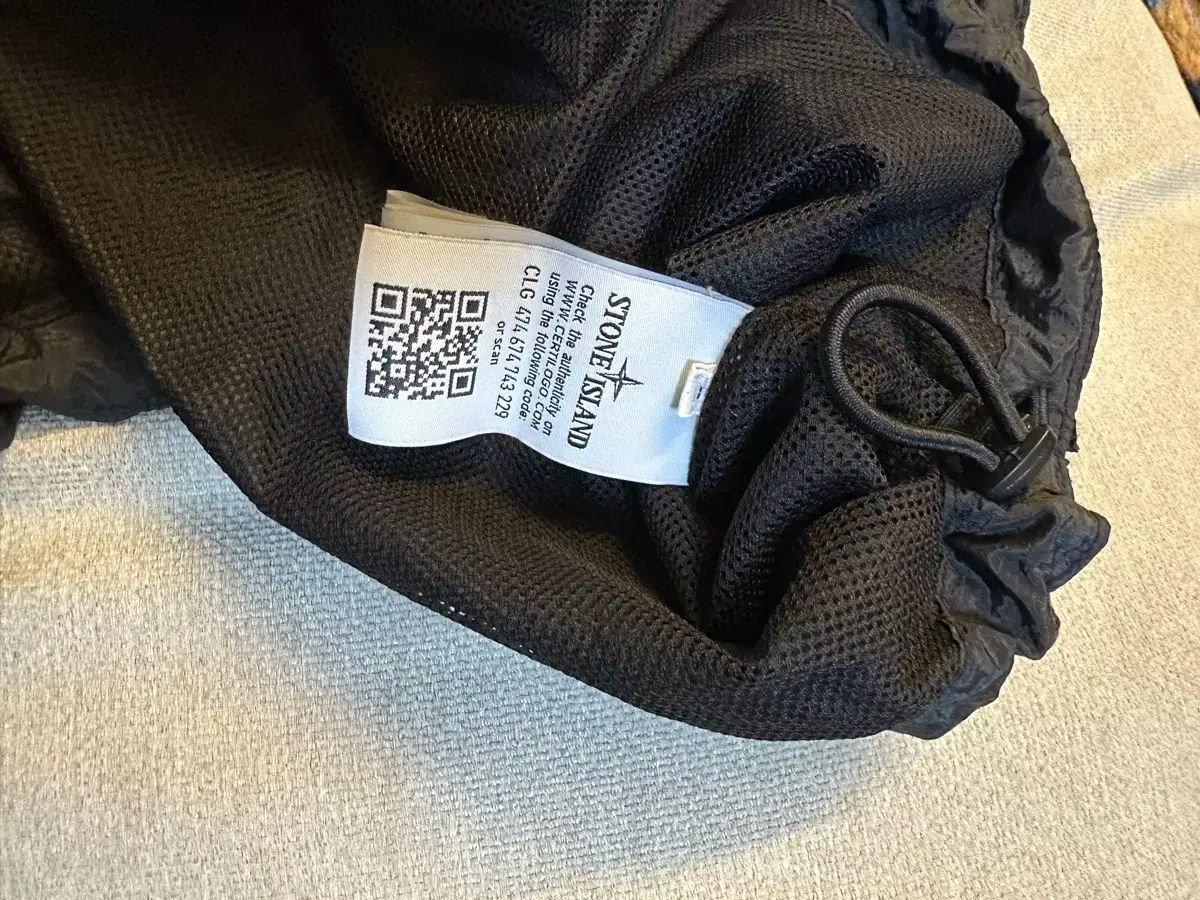 STONE ISLAND
Check the authenticity on
WWW.CERTILOGO.COM
using the following code:
CLG 474 674 743 229
or scan